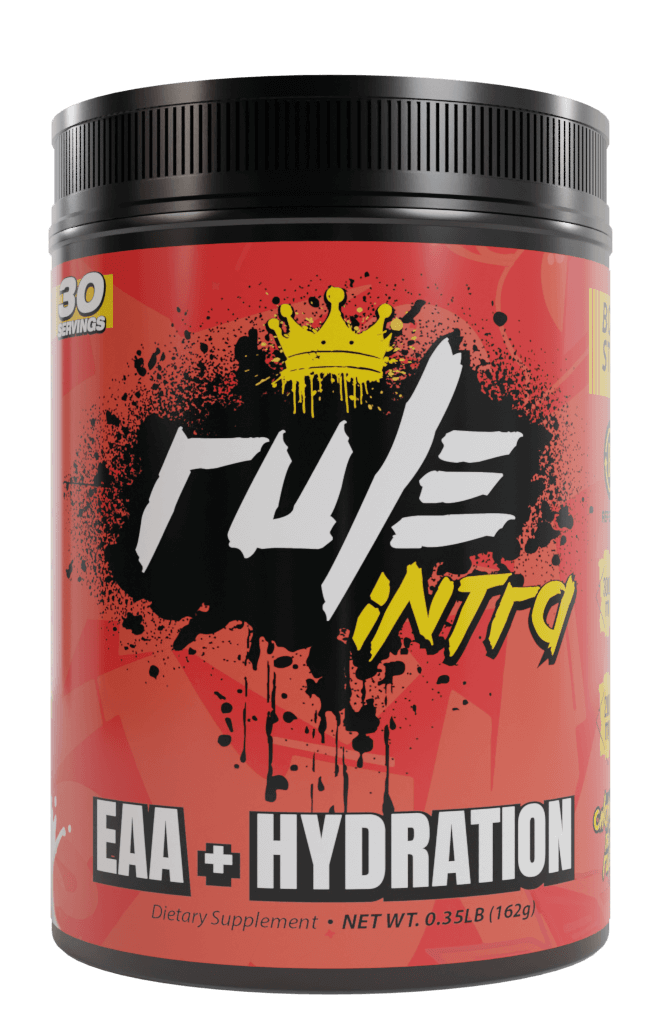 30
SERVINGS
rule
iNTra
EAA + HYDRATION
Dietary Supplement • NET WT. 0.35LB (162g)